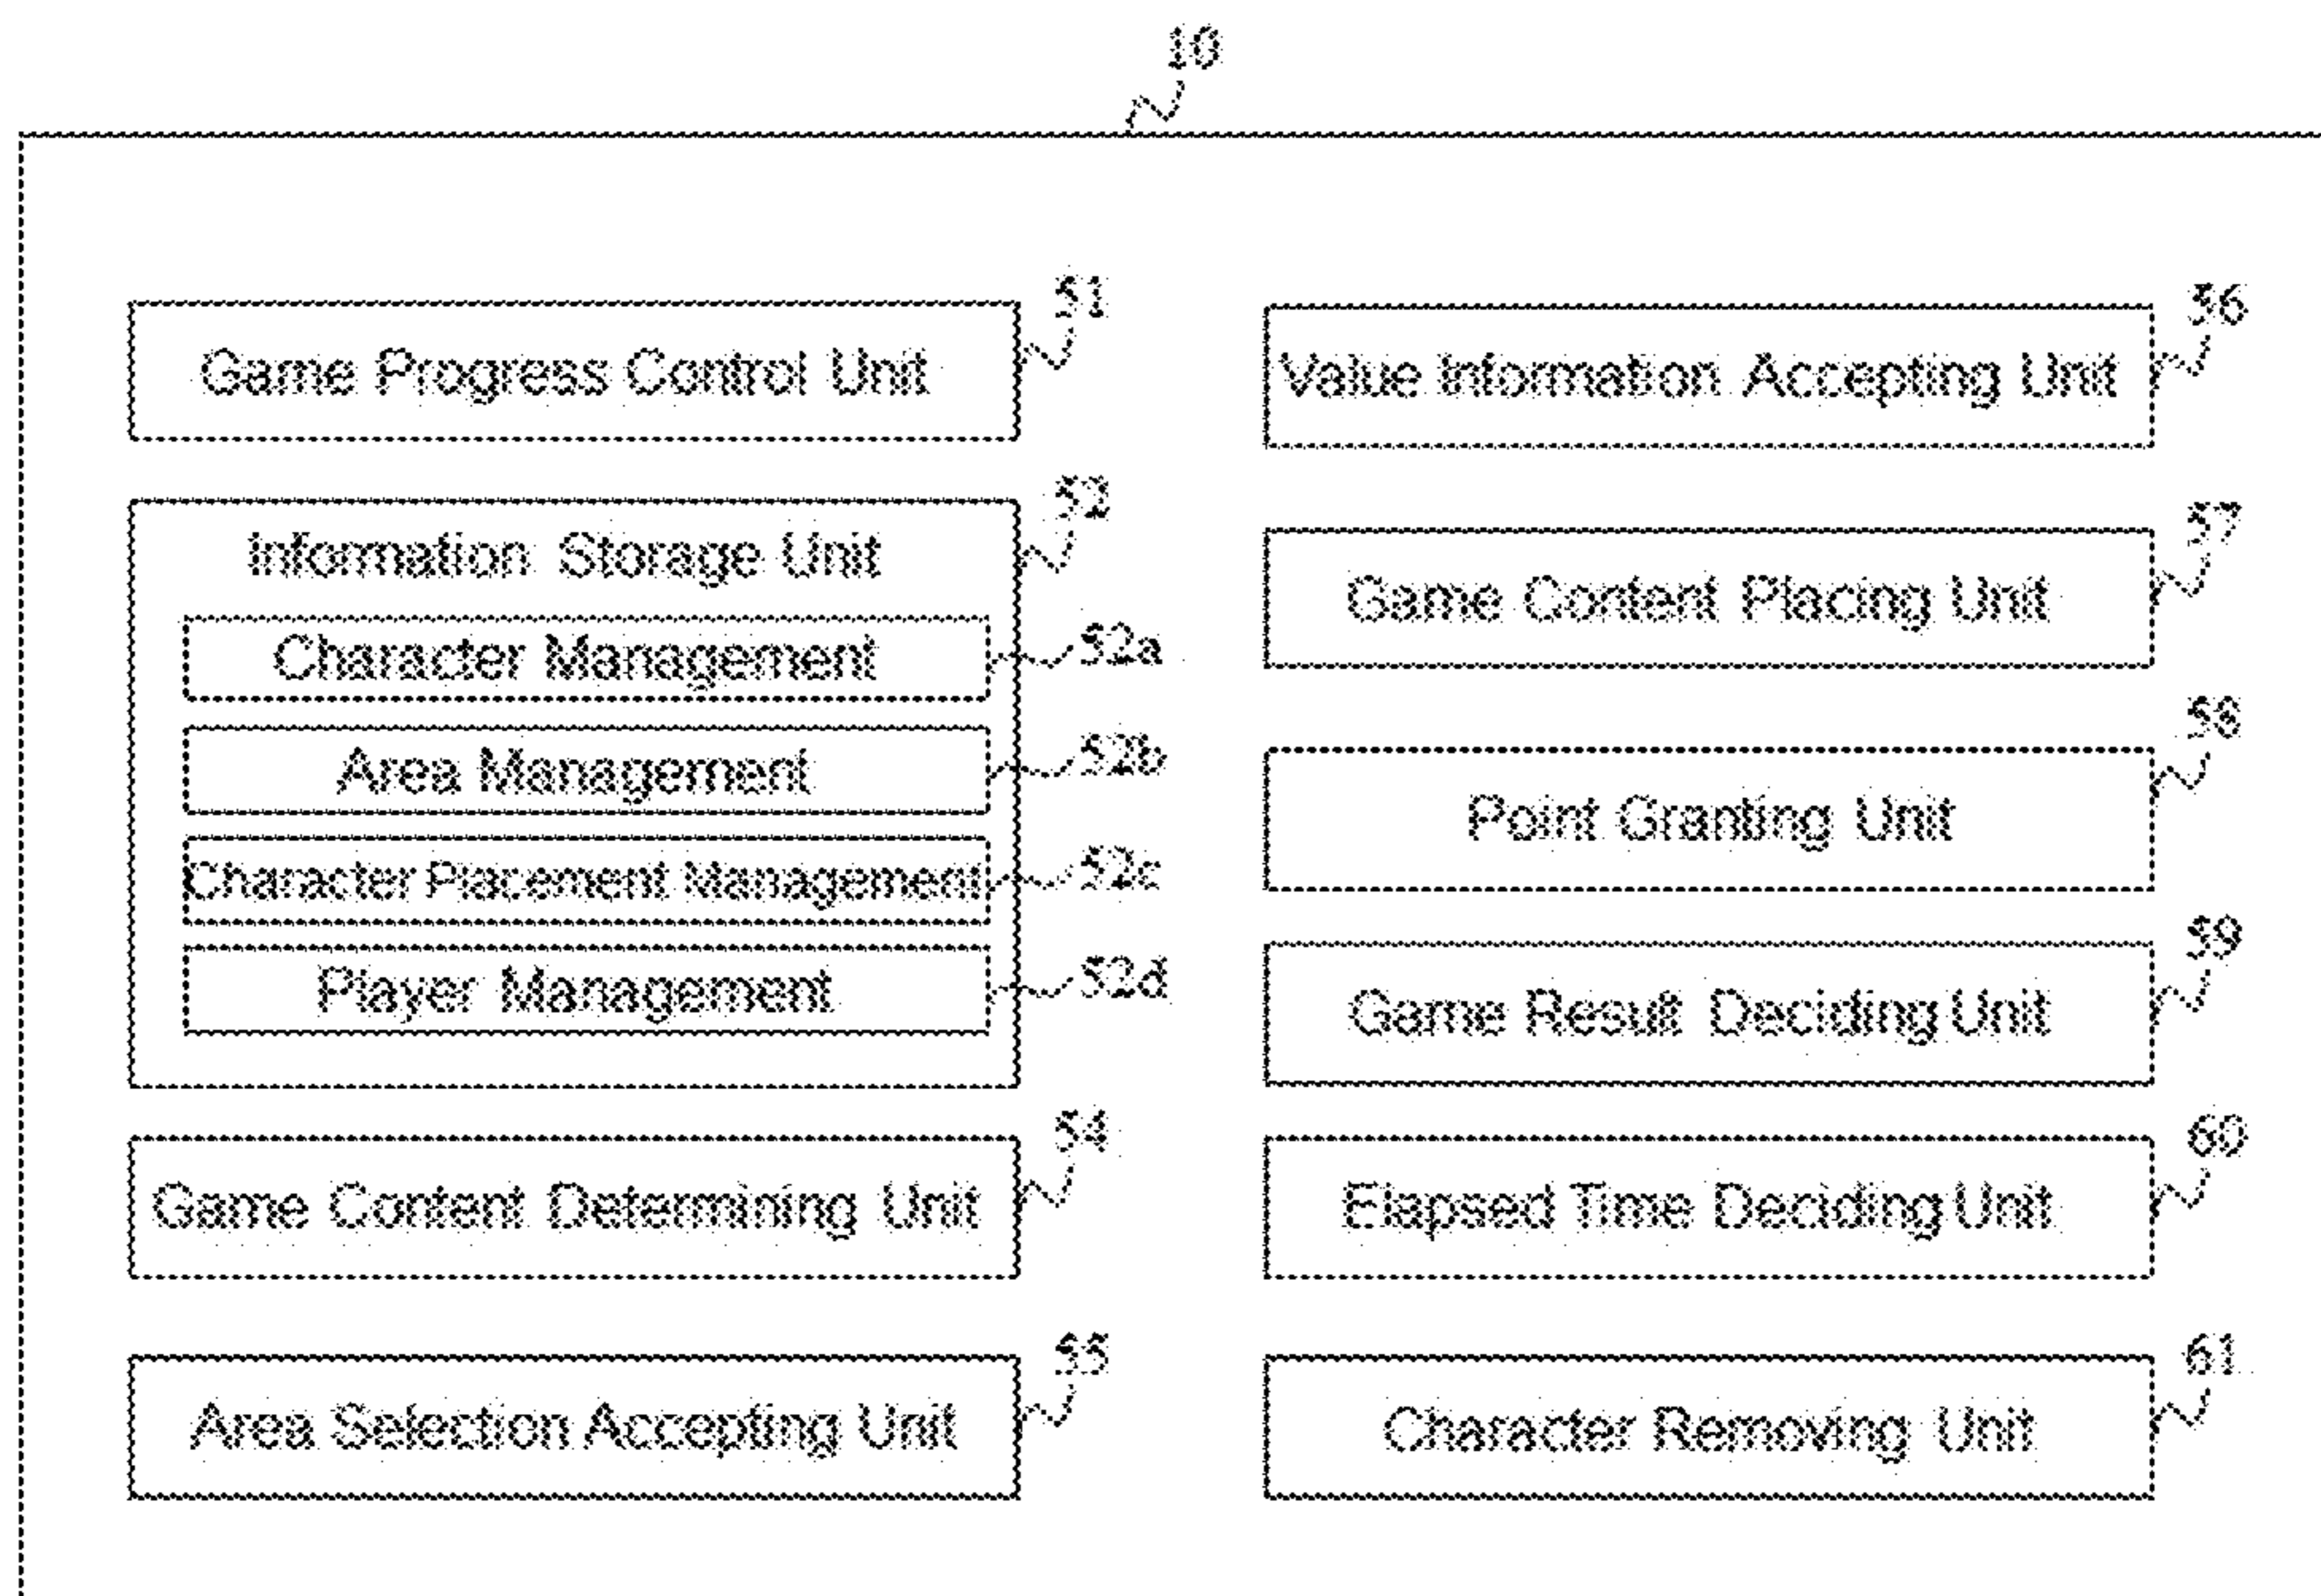 10
51
Game Progress Control Unit
52
Information Storage Unit
Character Management
52a
Area Management
52b
Character Placement Management
52c
Player Management
52d
54
Game Content Determining Unit
55
Area Selection Accepting Unit
56
Value Information Accepting Unit
57
Game Content Placing Unit
58
Point Granting Unit
59
Game Result Deciding Unit
60
Elapsed Time Deciding Unit
61
Character Removing Unit